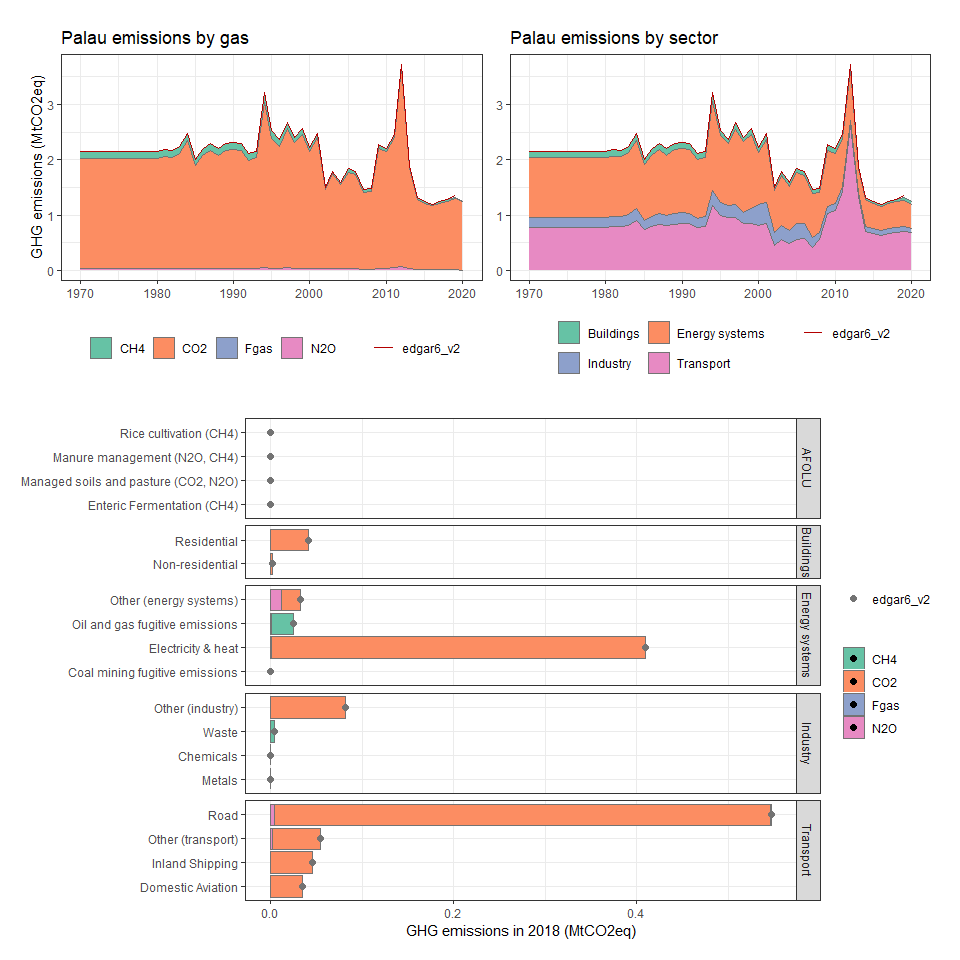 Palau emissions by gas
GHG emissions (MtCO2eq)
3
2
1
0
1970
1980
1990
2000
2010
2020
CH4
CO2
Fgas
N2O
edgar6_v2
Palau emissions by sector
3
2
1
0
1970
1980
1990
2000
2010
2020
Buildings
Energy systems
edgar6_v2
Industry
Transport
Rice cultivation (CH4)
Manure management (N2O, CH4)
Managed soils and pasture (CO2, N2O)
Enteric Fermentation (CH4)
AFOLU
Residential
Non-residential
Buildings
Other (energy systems)
Oil and gas fugitive emissions
Electricity & heat
Coal mining fugitive emissions
Energy systems
Other (industry)
Waste
Chemicals
Metals
Industry
Road
Other (transport)
Inland Shipping
Domestic Aviation
Transport
0.0
0.2
0.4
GHG emissions in 2018 (MtCO2eq)
edgar6_v2
CH4
CO2
Fgas
N2O